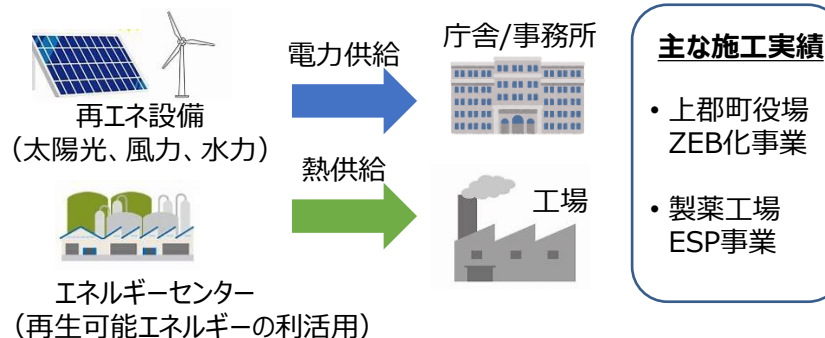 再エネ設備
（太陽光、風力、水力）
エネルギーセンター
（再生可能エネルギーの利活用）
電力供給
熱供給
庁舎/事務所
工場
主な施工実績
• 上郡町役場
ZEB化事業
• 製薬工場
ESP事業